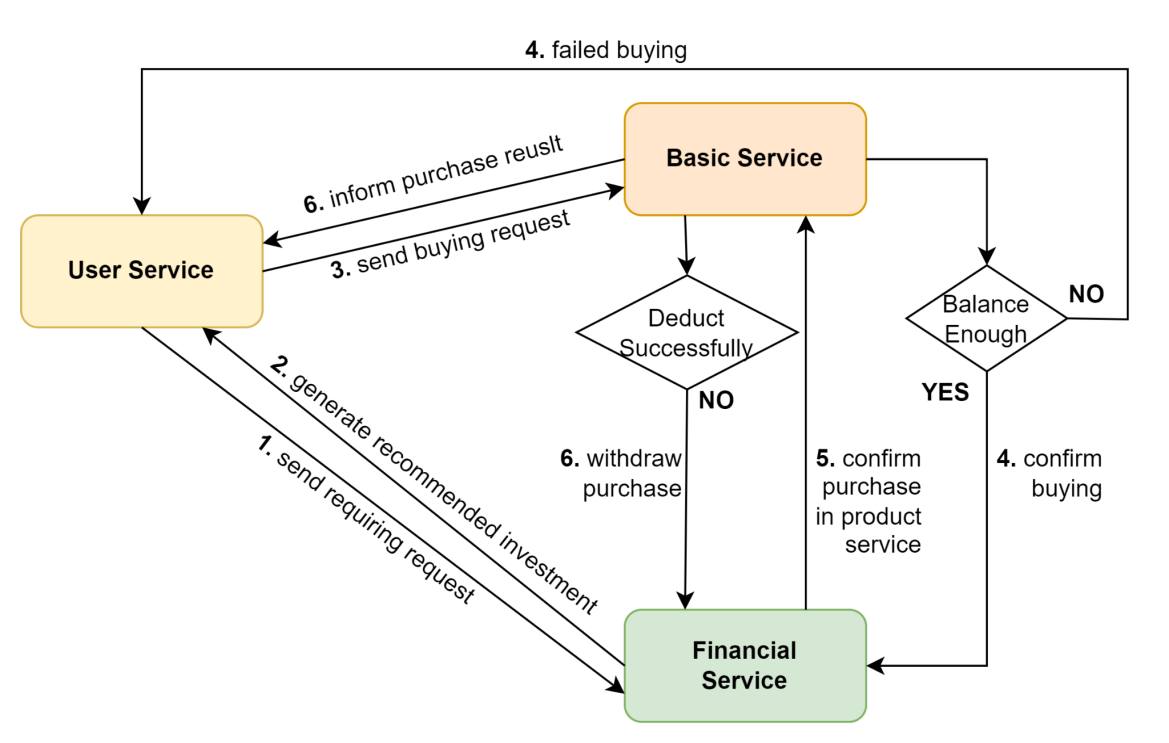 4. failed buying
Basic Service
6. inform purchase reuslt
3. send buying request
User Service
Balance
Enough
NO
Deduct
Successfully
NO
YES
2. generate recommended investment
1. send requiring request
6. withdraw
purchase
5. confirm
purchase
in product
service
4. confirm
buying
Financial
Service